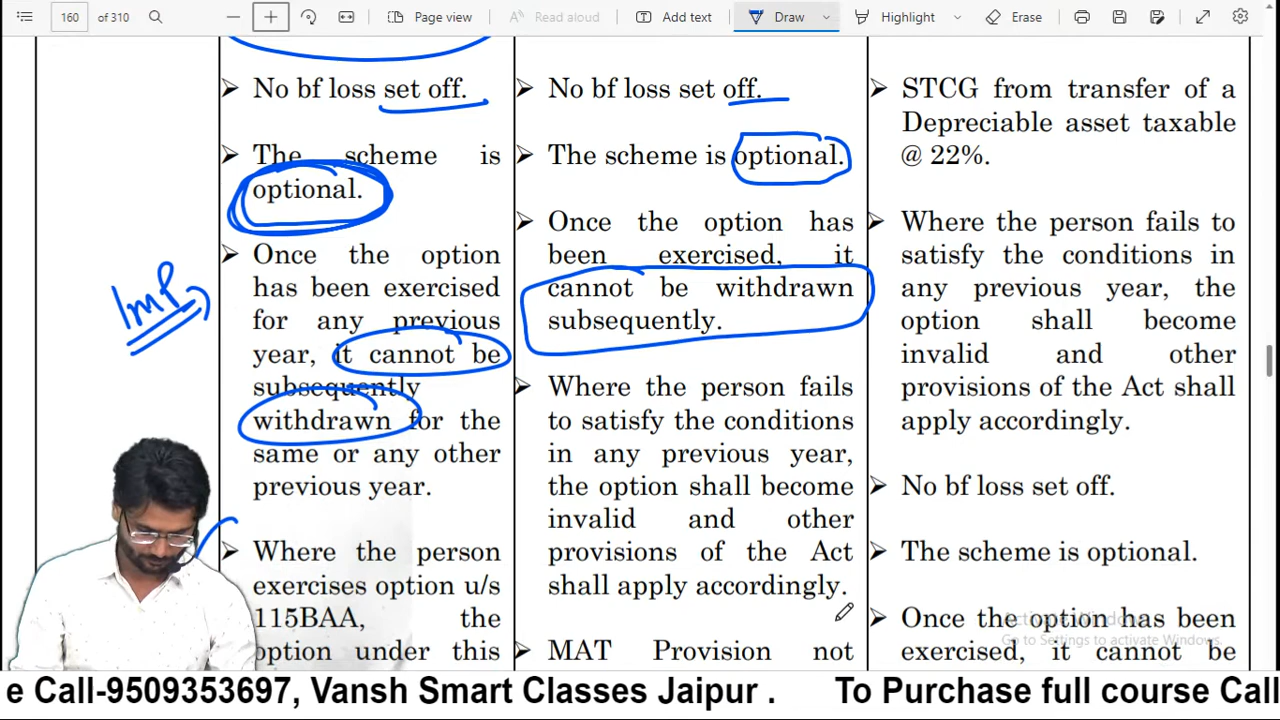 160 of 310
Page view
Read aloud
Add text
Draw
Highlight
Erase
➢ No bf loss set off.
➢ The scheme is
optional.
➢ Once the option
has been exercised
for any previous
year, it cannot be
subsequently
withdrawn for the
same or any other
previous year.
➢ Where the person
exercises option u/s
115BAA, the
option under this
Imp
➢ No bf loss set off.
➢ The scheme is optional.
➢ Once the option has
been exercised, it
cannot be withdrawn
subsequently.
➢ Where the person fails
to satisfy the conditions
in any previous year,
the option shall become
invalid and other
provisions of the Act
shall apply accordingly.
➢ MAT Provision not
➢ STCG from transfer of a
Depreciable asset taxable
@ 22%.
➢ Where the person fails to
satisfy the conditions in
any previous year, the
option shall become
invalid and other
provisions of the Act shall
apply accordingly.
➢ No bf loss set off.
➢ The scheme is optional.
➢ Once the option has been
exercised, it cannot be
Activate Windows
Go to Settings to activate Windows.
e Call-9509353697, Vansh Smart Classes Jaipur . To Purchase full course Call